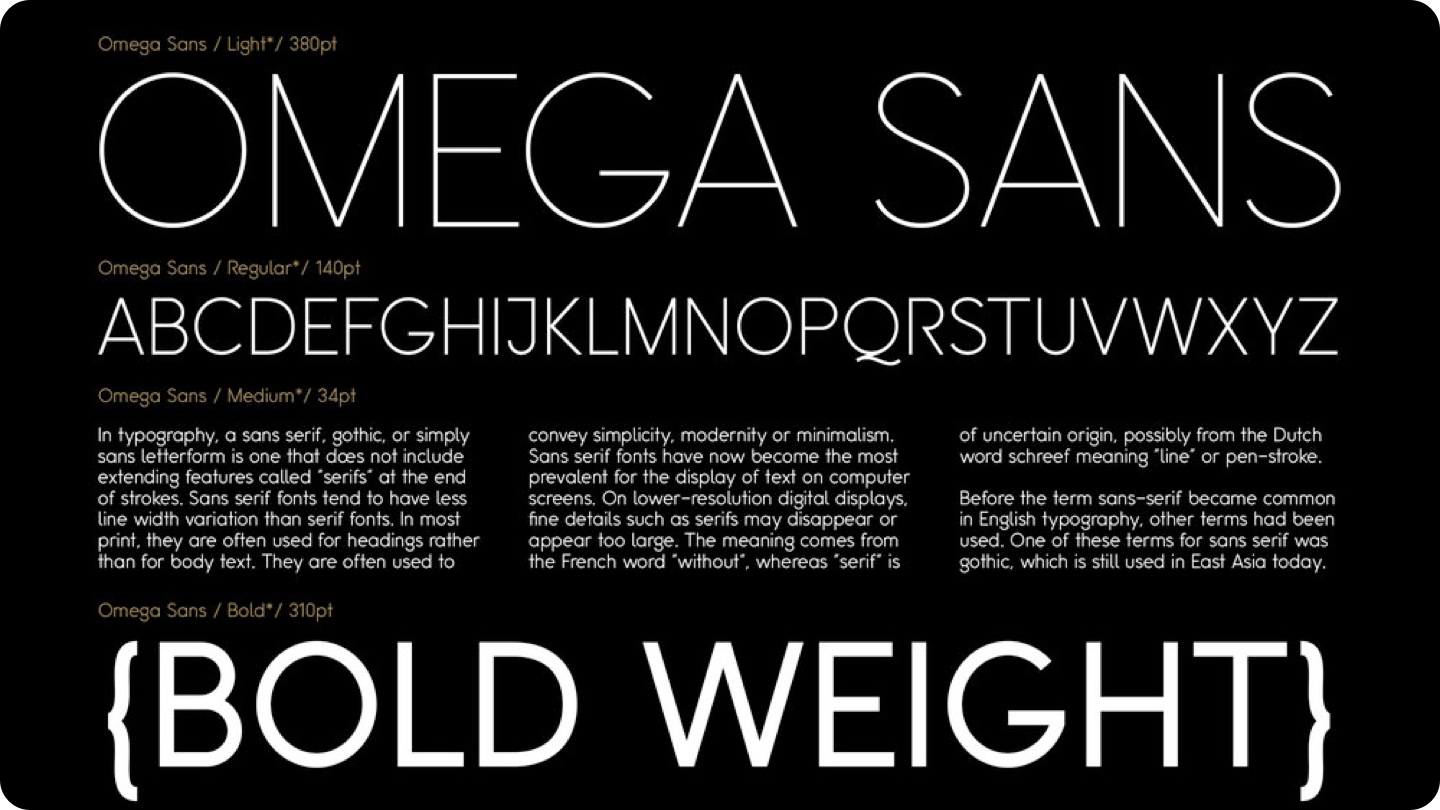 Omega Sans / Light*/ 380pt
OMEGA SANS
Omega Sans / Regular*/ 140pt
ABCDEFGHIJKLMNOPQRSTUVWXYZ
Omega Sans / Medium*/ 34pt
In typography, a sans serif, gothic, or simply
sans letterform is one that does not include
extending features called "serifs" at the end
of strokes. Sans serif fonts tend to have less
line width variation than serif fonts. In most
print, they are often used for headings rather
than for body text. They are often used to
convey simplicity, modernity or minimalism.
Sans serif fonts have now become the most
prevalent for the display of text on computer
screens. On lower-resolution digital displays,
fine details such as serifs may disappear or
appear too large. The meaning comes from
the French word "without", whereas "serif" is
of uncertain origin, possibly from the Dutch
word schreef meaning "line" or pen-stroke.
Before the term sans-serif became common
in English typography, other terms had been
used. One of these terms for sans serif was
gothic, which is still used in East Asia today.
Omega Sans / Bold*/ 310pt
{BOLD WEIGHT}